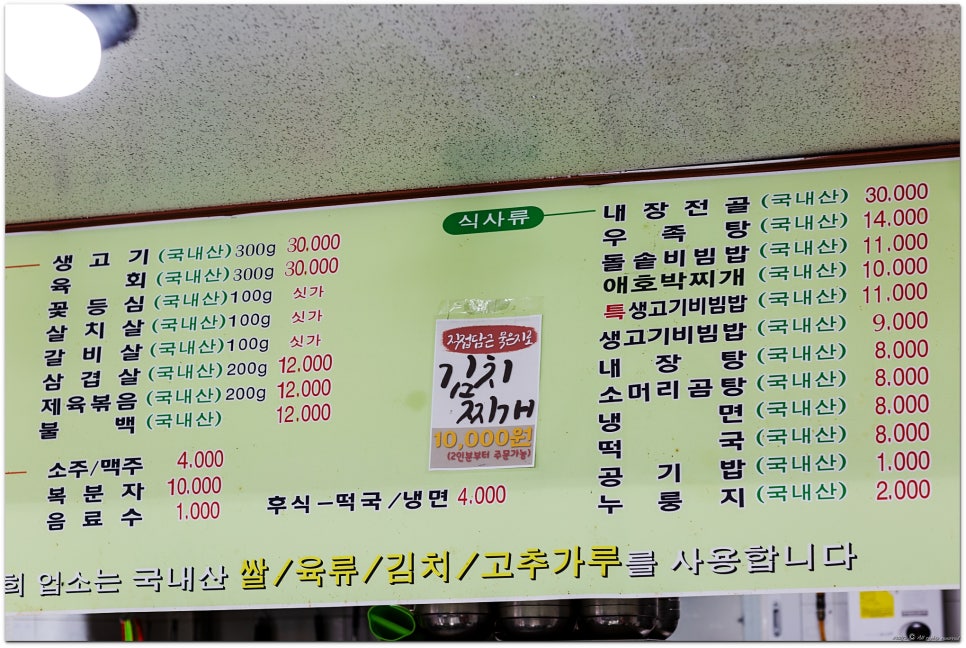 생고기 (국내산) 300g 30.000
육회 (국내산) 300g 30.000
꽃등심 (국내산) 100g 싯가
살치살 (국내산) 100g 싯가
갈비살 (국내산) 100g 싯가
삼겹살 (국내산) 200g 12.000
제육볶음 (국내산) 200g 12.000
불백 (국내산) 12.000
소주/맥주 4.000
복분자 10.000
음료수 1.000
후식-떡국/냉면 4.000
직접담근 묵은지로
김치
찌개
10,000원
(2인분부터 주문가능)
식사류
내장전골 (국내산) 30.000
우족탕 (국내산) 14.000
돌솥비빔밥 (국내산) 11.000
애호박찌개 (국내산) 10.000
특생고기비빔밥 (국내산) 11.000
생고기비빔밥 (국내산) 9.000
내장탕 (국내산) 8.000
소머리곰탕 (국내산) 8.000
냉면 (국내산) 8.000
떡국 (국내산) 8.000
공기밥 (국내산) 1.000
누룽지 (국내산) 2.000
희 업소는 국내산 쌀/육류/김치/고추가루를 사용합니다